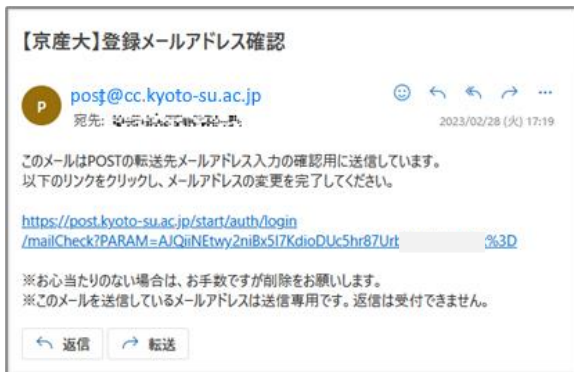 【京産大】登録メールアドレス確認
P
post@cc.kyoto-su.ac.jp
宛先:
2023/02/28 (火) 17:19
このメールはPOSTの転送先メールアドレス入力の確認用に送信しています。
以下のリンクをクリックし、メールアドレスの変更を完了してください。
https://post.kyoto-su.ac.jp/start/auth/login
/mailCheck?PARAM=AJQiiNEtwy2niBx5I7KdioDUc5hr87Url %3D
※お心当たりのない場合は、お手数ですが削除をお願いします。
※このメールを送信しているメールアドレスは送信専用です。返信は受付できません。
返信 転送